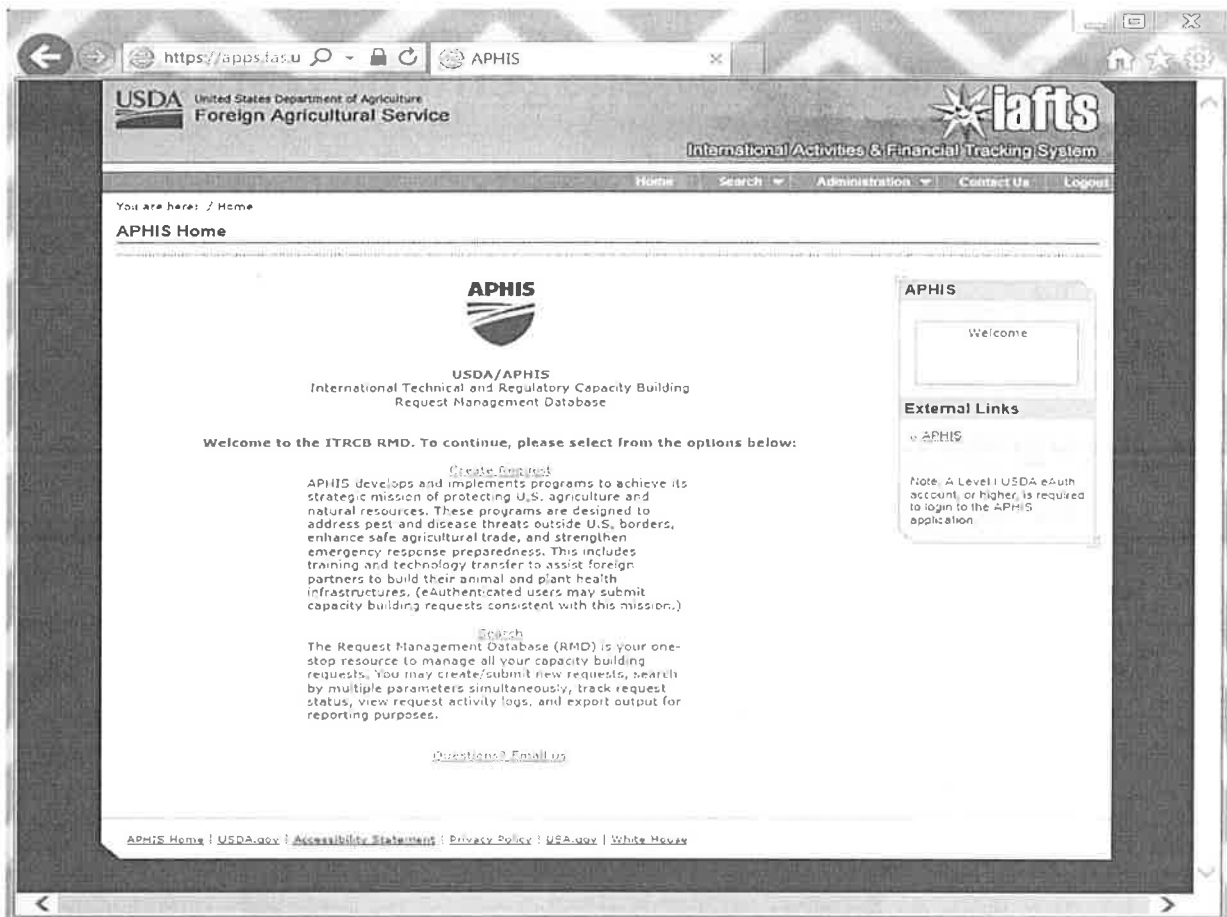 https://apps.fas.u
APHIS
USDA United States Department of Agriculture
Foreign Agricultural Service
iafts
International Activities & Financial Tracking System
Home Search Administration Contact Us Logout
You are here: / Home
APHIS Home
APHIS
USDA/APHIS
International Technical and Regulatory Capacity Building
Request Management Database
Welcome to the ITRCB RMD. To continue, please select from the options below:
Create Request
APHIS develops and implements programs to achieve its
strategic mission of protecting U.S. agriculture and
natural resources. These programs are designed to
address pest and disease threats outside U.S. borders,
enhance safe agricultural trade, and strengthen
emergency response preparedness. This includes
training and technology transfer to assist foreign
partners to build their animal and plant health
infrastructures. (eAuthenticated users may submit
capacity building requests consistent with this mission.)
Search
The Request Management Database (RMD) is your one-
stop resource to manage all your capacity building
requests. You may create/submit new requests, search
by multiple parameters simultaneously, track request
status, view request activity logs, and export output for
reporting purposes.
Questions? Email us
APHIS
Welcome
External Links
APHIS
Note: A Level I USDA eAuth
account, or higher, is required
to login to the APHIS
application.
APHIS Home | USDA.gov | Accessibility Statement | Privacy Policy | USA.gov | White House